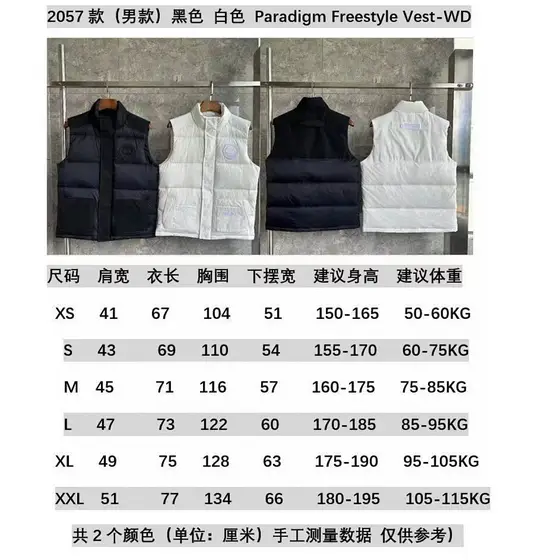 2057 款（男款）黑色 白色 Paradigm Freestyle Vest-WD
尺码 肩宽 衣长 胸围 下摆宽 建议身高 建议体重
XS 41 67 104 51 150-165 50-60KG
S 43 69 110 54 155-170 60-75KG
M 45 71 116 57 160-175 75-85KG
L 47 73 122 60 170-185 85-95KG
XL 49 75 128 63 175-190 95-105KG
XXL 51 77 134 66 180-195 105-115KG
共 2 个颜色（单位：厘米）手工测量数据 仅供参考）